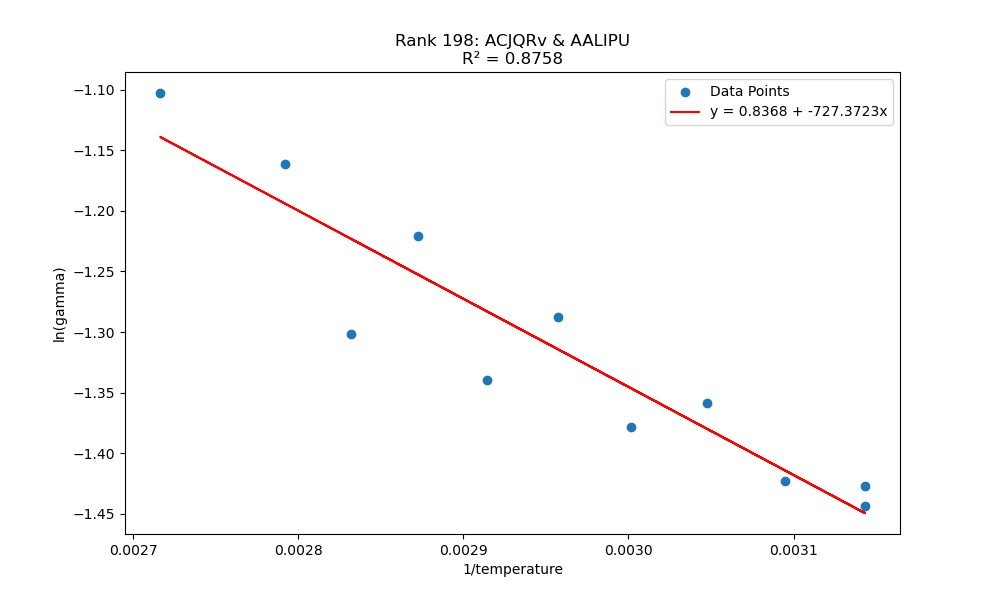 Rank 198: ACJQRv & AALIPU
R² = 0.8758
Data Points
y = 0.8368 + -727.3723x
−1.10
−1.15
−1.20
−1.25
−1.30
−1.35
−1.40
−1.45
ln(gamma)
0.0027 0.0028 0.0029 0.0030 0.0031
1/temperature